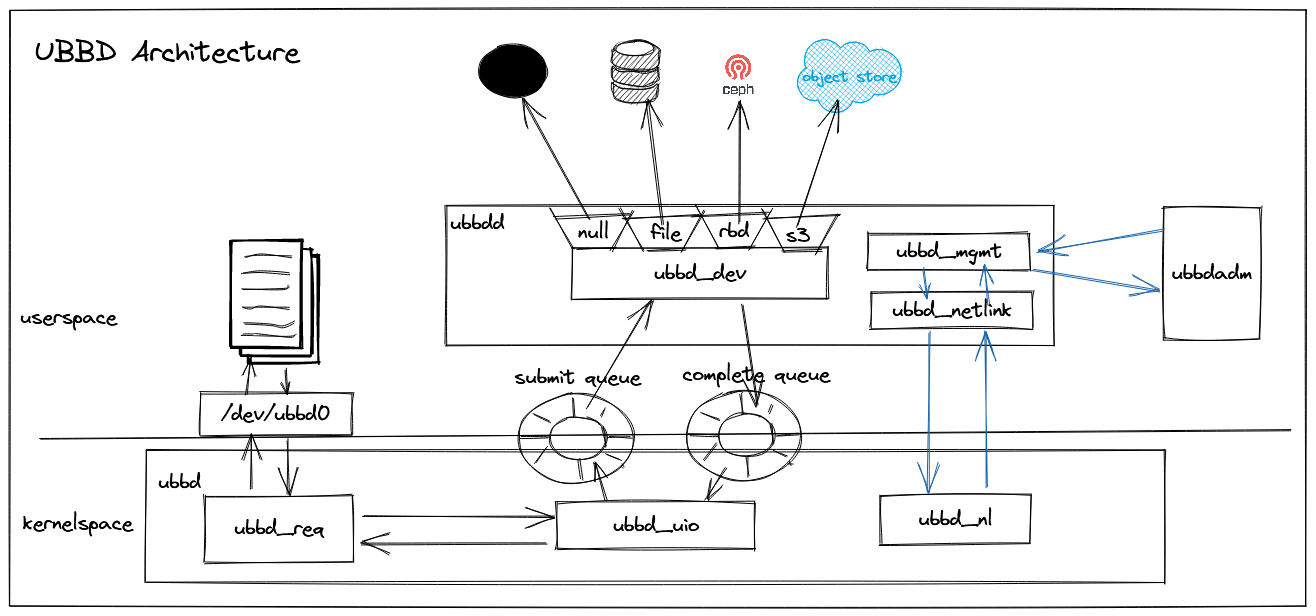 UBBD Architecture
ceph
object store
ubbdd
null
file
rbd
s3
ubbd_dev
ubbd_mgmt
ubbd_netlink
ubbdadm
userspace
submit queue
complete queue
/dev/ubbd0
ubbd
kernelspace
ubbd_req
ubbd_uio
ubbd_nl